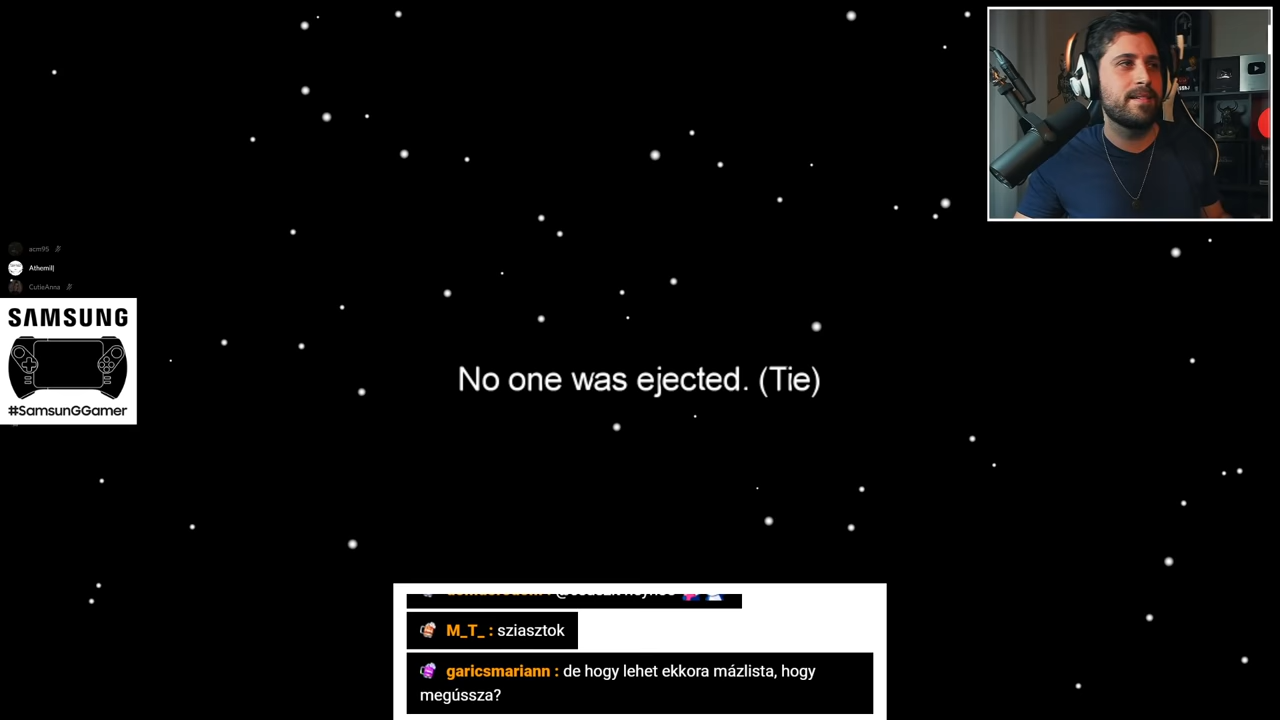 acm95
Athemil
CutieAnna
SAMSUNG
#SamsunGGamer
No one was ejected. (Tie)
M_T_ : sziasztok
garicsmariann : de hogy lehet ekkora mázlista, hogy
megússza?